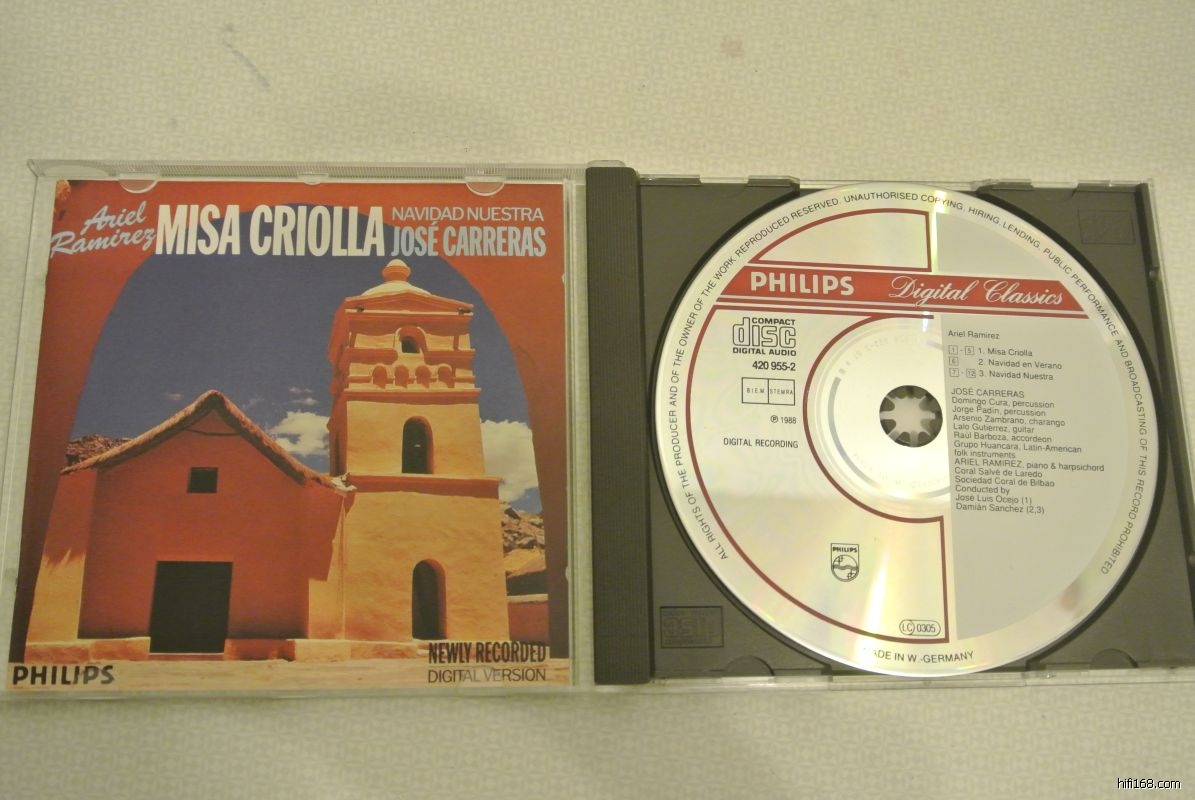 Ariel
Ramirez
MISA CRIOLLA
NAVIDAD NUESTRA
JOSÉ CARRERAS
NEWLY RECORDED
DIGITAL VERSION
PHILIPS
ALL RIGHTS OF THE PRODUCER AND OF THE OWNER OF THE WORK REPRODUCED RESERVED. UNAUTHORISED COPYING, HIRING, LENDING, PUBLIC PERFORMANCE AND BROADCASTING OF THIS RECORD PROHIBITED
PHILIPS Digital Classics
COMPACT
disc
DIGITAL AUDIO
420 955-2
B.I.E.M. STEMRA
℗ 1988
DIGITAL RECORDING
Ariel Ramirez
1 - 5 1. Misa Criolla
6 2. Navidad en Verano
7 - 12 3. Navidad Nuestra
JOSÉ CARRERAS
Domingo Cura, percussion
Jorge Padín, percussion
Arsenio Zambrano, charango
Lalo Gutierrez, guitar
Raúl Barboza, accordeon
Grupo Huancara, Latin-American
folk instruments
ARIEL RAMIREZ, piano & harpsichord
Coral Salvé de Laredo
Sociedad Coral de Bilbao
Conducted by
José Luis Ocejo (1)
Damián Sanchez (2,3)
PHILIPS
LC 0305
MADE IN W.-GERMANY
disc
hifi168.com